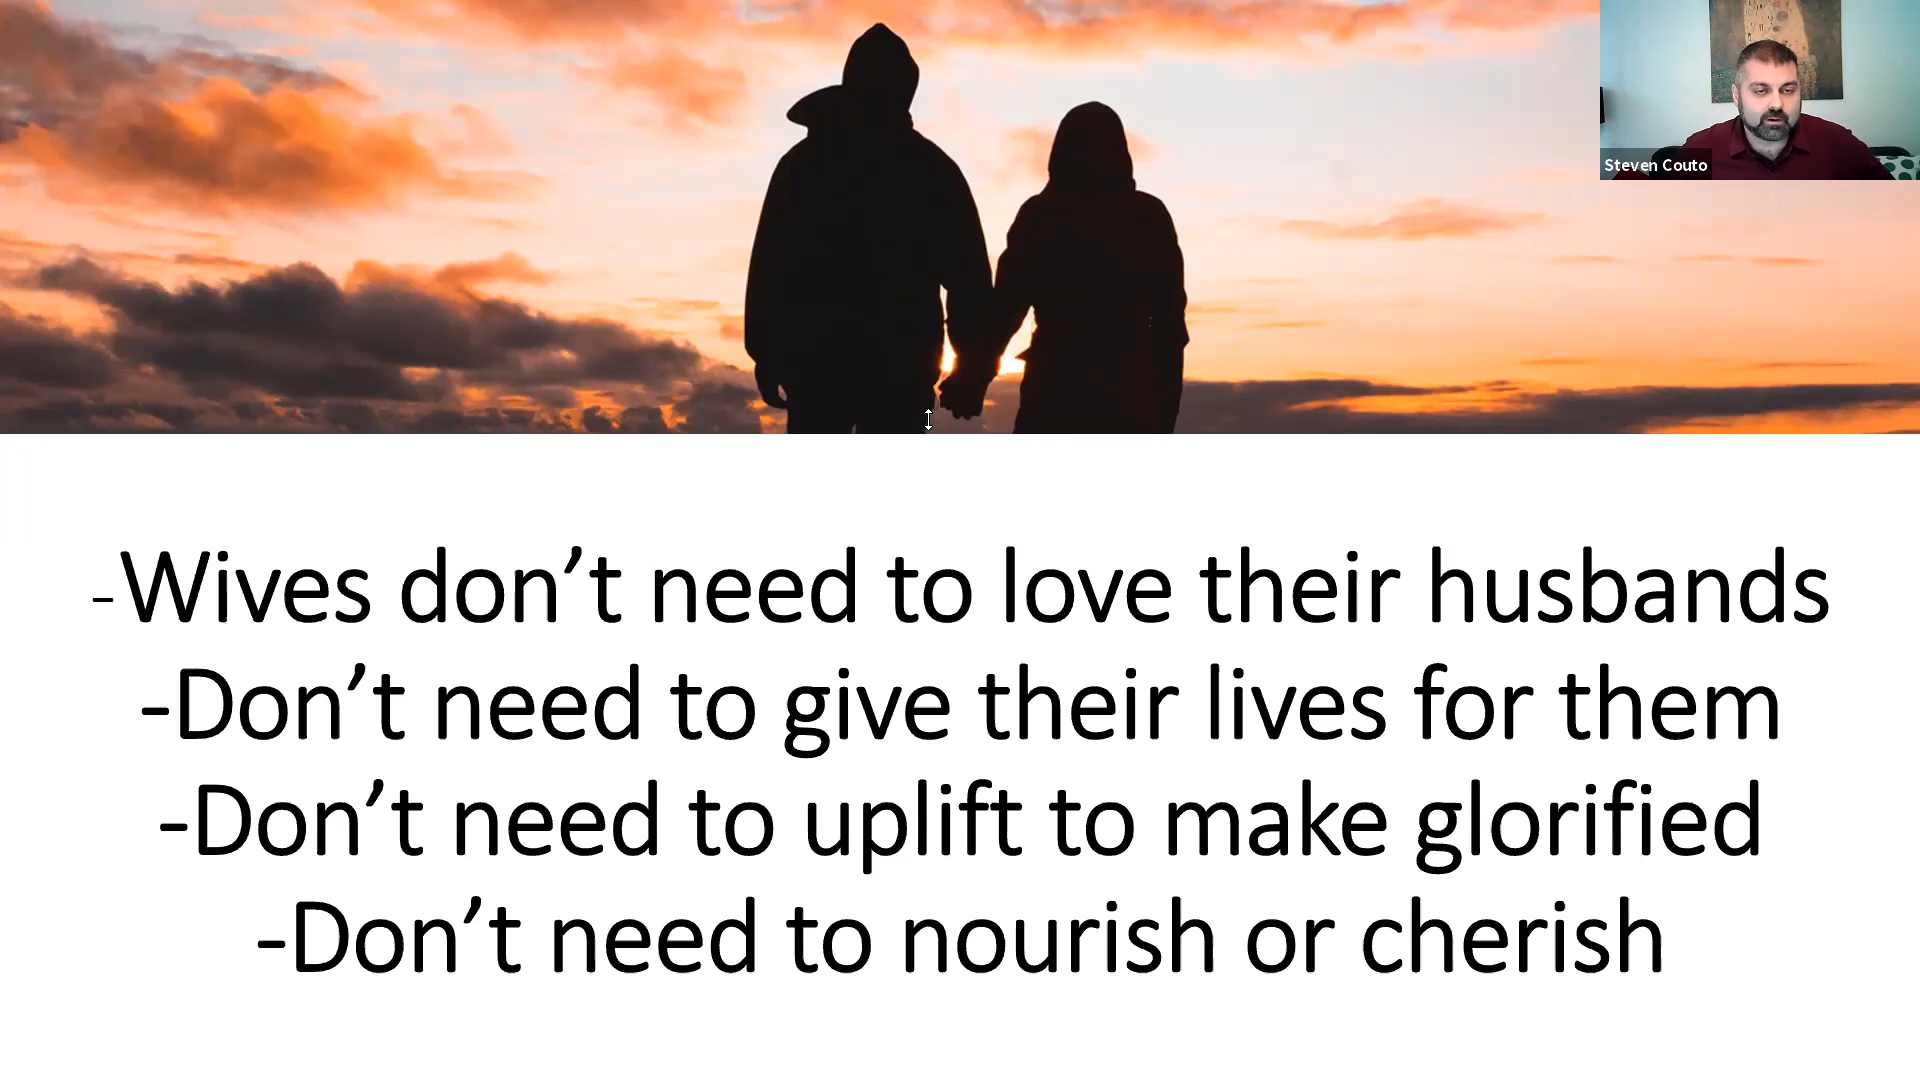 Steven Couto
-Wives don’t need to love their husbands
-Don’t need to give their lives for them
-Don’t need to uplift to make glorified
-Don’t need to nourish or cherish